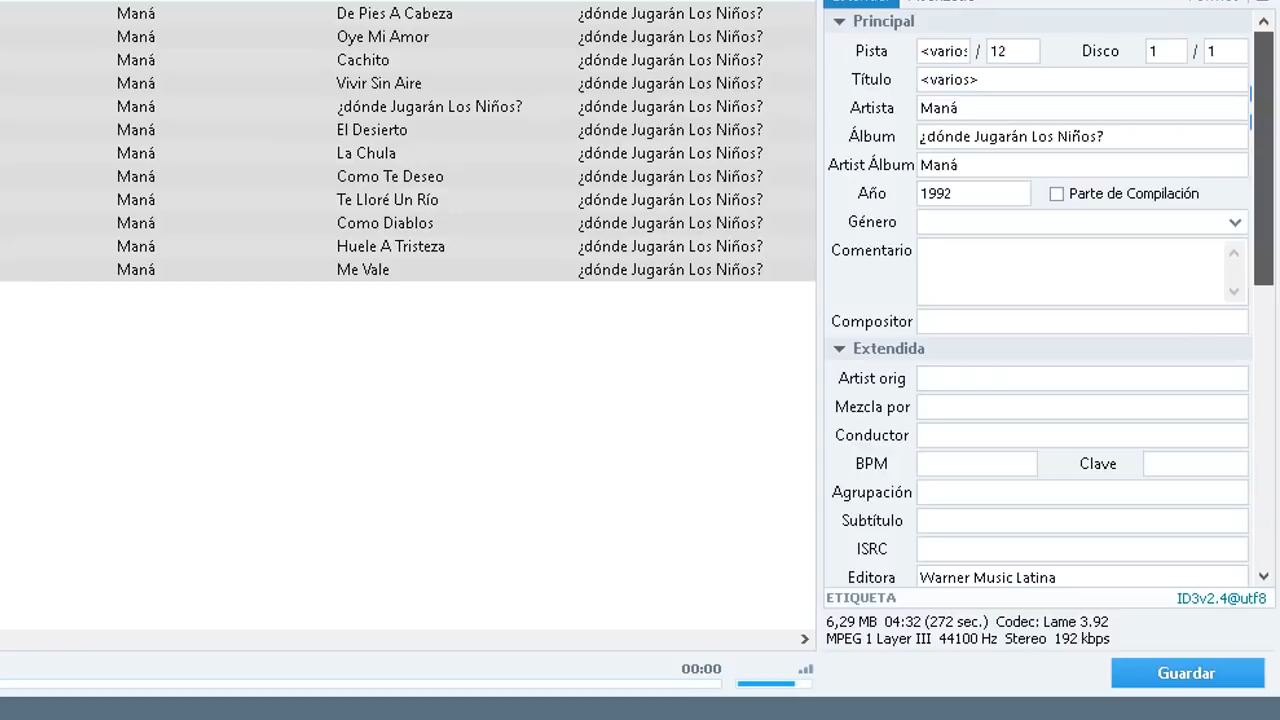 Maná De Pies A Cabeza ¿dónde Jugarán Los Niños?
Maná Oye Mi Amor ¿dónde Jugarán Los Niños?
Maná Cachito ¿dónde Jugarán Los Niños?
Maná Vivir Sin Aire ¿dónde Jugarán Los Niños?
Maná ¿dónde Jugarán Los Niños? ¿dónde Jugarán Los Niños?
Maná El Desierto ¿dónde Jugarán Los Niños?
Maná La Chula ¿dónde Jugarán Los Niños?
Maná Como Te Deseo ¿dónde Jugarán Los Niños?
Maná Te Lloré Un Río ¿dónde Jugarán Los Niños?
Maná Como Diablos ¿dónde Jugarán Los Niños?
Maná Huele A Tristeza ¿dónde Jugarán Los Niños?
Maná Me Vale ¿dónde Jugarán Los Niños?
00:00
Principal
Pista <varios / 12 Disco 1 / 1
Título <varios>
Artista Maná
Álbum ¿dónde Jugarán Los Niños?
Artist Álbum Maná
Año 1992 Parte de Compilación
Género
Comentario
Compositor
Extendida
Artist orig
Mezcla por
Conductor
BPM Clave
Agrupación
Subtítulo
ISRC
Editora Warner Music Latina
ETIQUETA ID3v2.4@utf8
6,29 MB 04:32 (272 sec.) Codec: Lame 3.92
MPEG 1 Layer III 44100 Hz Stereo 192 kbps
Guardar